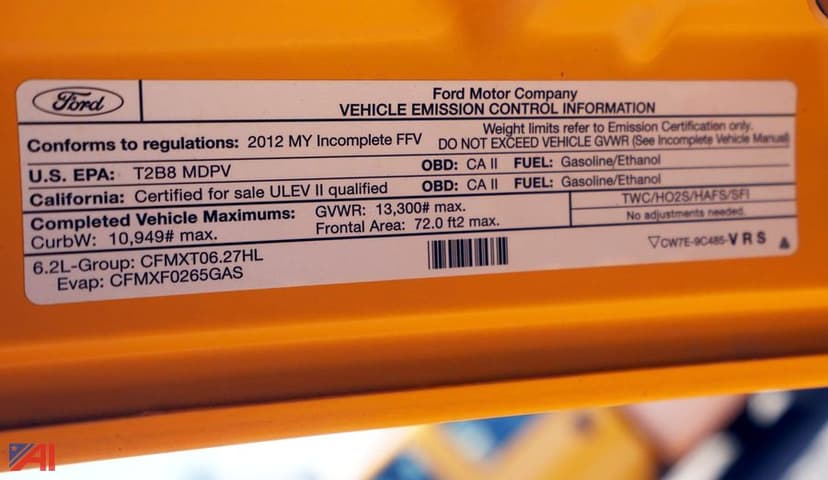 Ford
Ford Motor Company
VEHICLE EMISSION CONTROL INFORMATION
Conforms to regulations: 2012 MY Incomplete FFV
Weight limits refer to Emission Certification only.
DO NOT EXCEED VEHICLE GVWR (See Incomplete Vehicle Manual)
U.S. EPA: T2B8 MDPV OBD: CA II FUEL: Gasoline/Ethanol
California: Certified for sale ULEV II qualified OBD: CA II FUEL: Gasoline/Ethanol
Completed Vehicle Maximums: GVWR: 13,300# max.
CurbW: 10,949# max. Frontal Area: 72.0 ft2 max.
TWC/HO2S/HAFS/SFI
No adjustments needed.
6.2L-Group: CFMXT06.27HL
Evap: CFMXF0265GAS
CW7E-9C485-VRS
AI